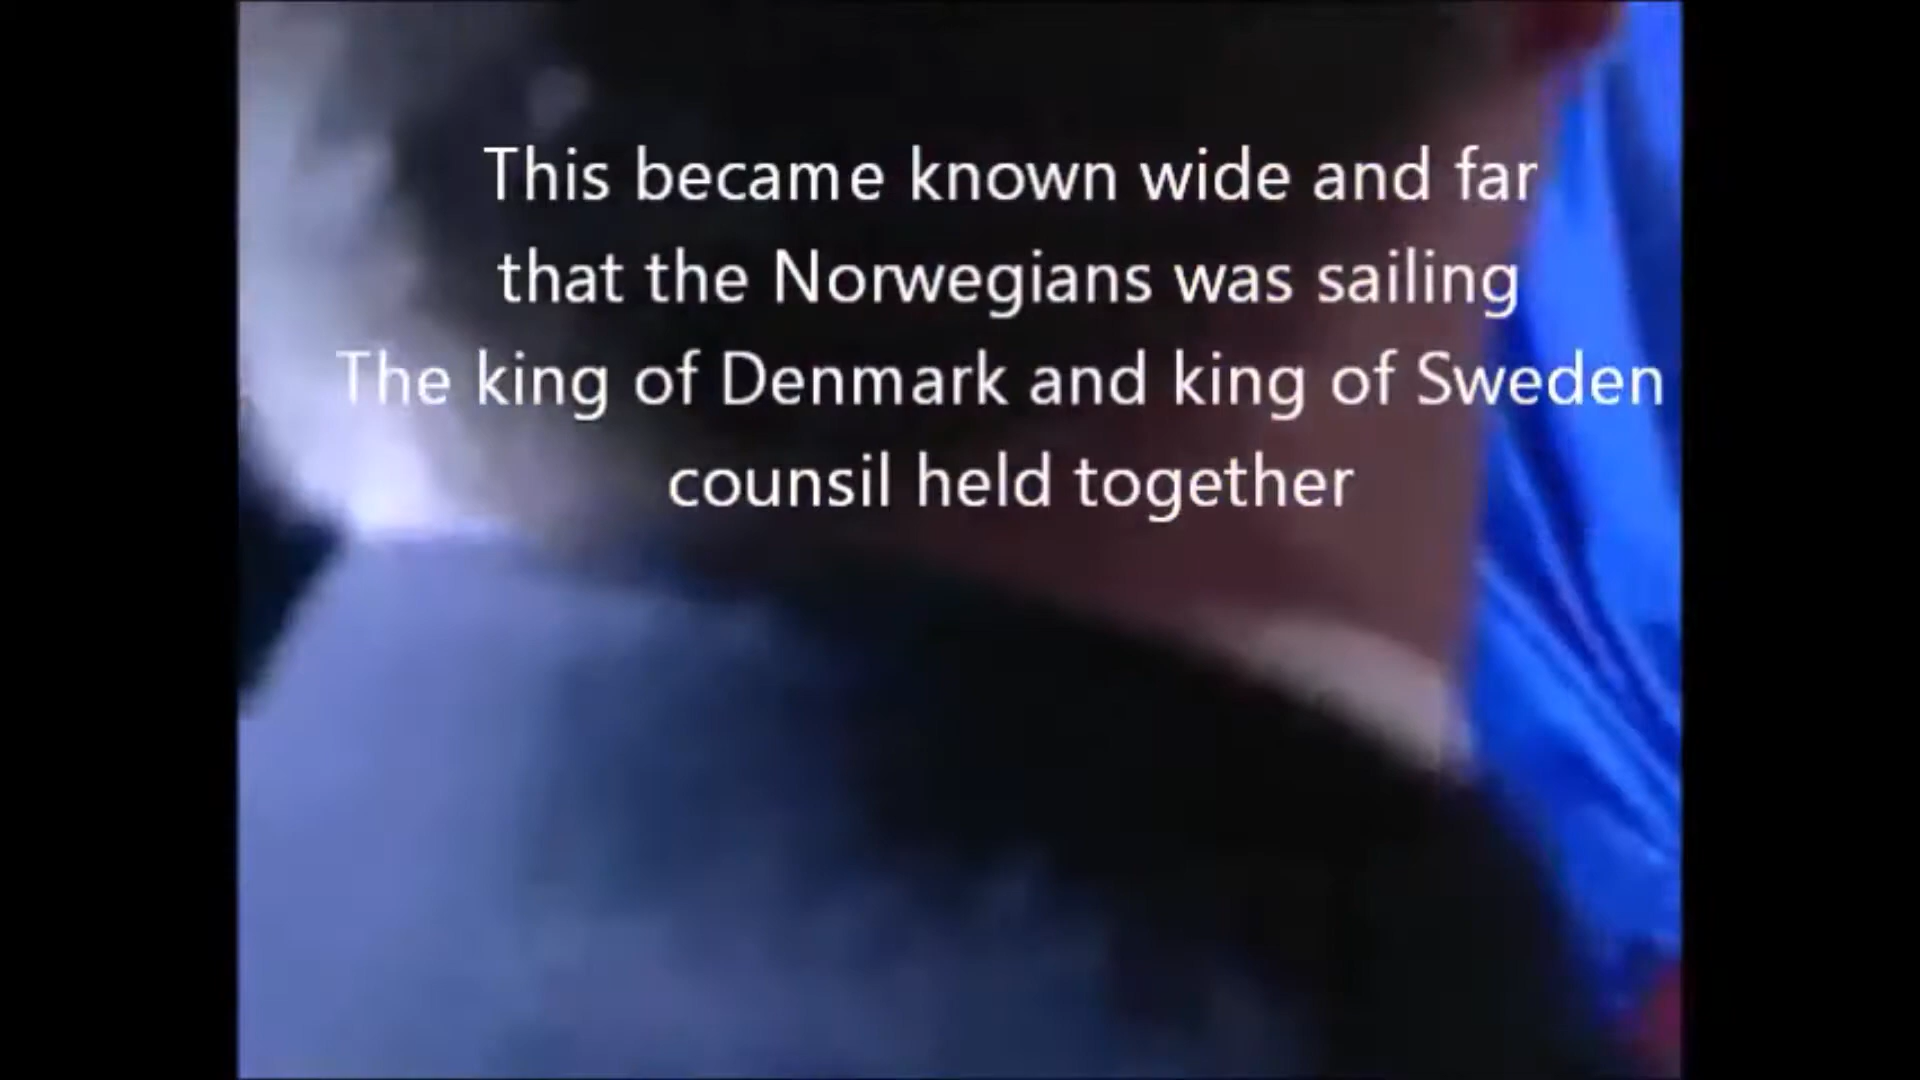 This became known wide and far
that the Norwegians was sailing
The king of Denmark and king of Sweden
counsil held together